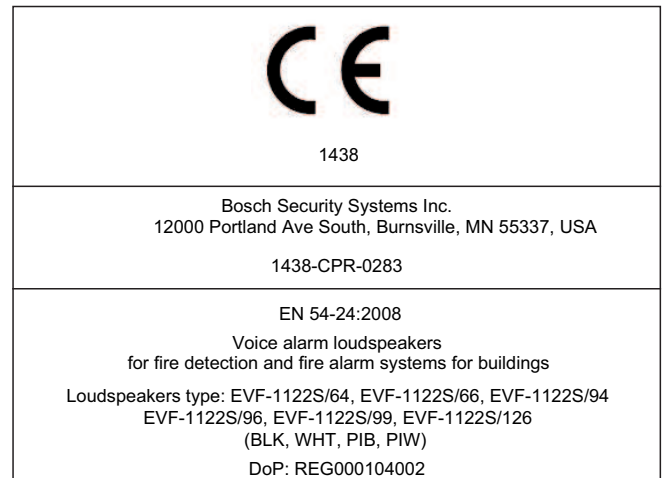 CE
1438
Bosch Security Systems Inc.
12000 Portland Ave South, Burnsville, MN 55337, USA
1438-CPR-0283
EN 54-24:2008
Voice alarm loudspeakers
for fire detection and fire alarm systems for buildings
Loudspeakers type: EVF-1122S/64, EVF-1122S/66, EVF-1122S/94
EVF-1122S/96, EVF-1122S/99, EVF-1122S/126
(BLK, WHT, PIB, PIW)
DoP: REG000104002